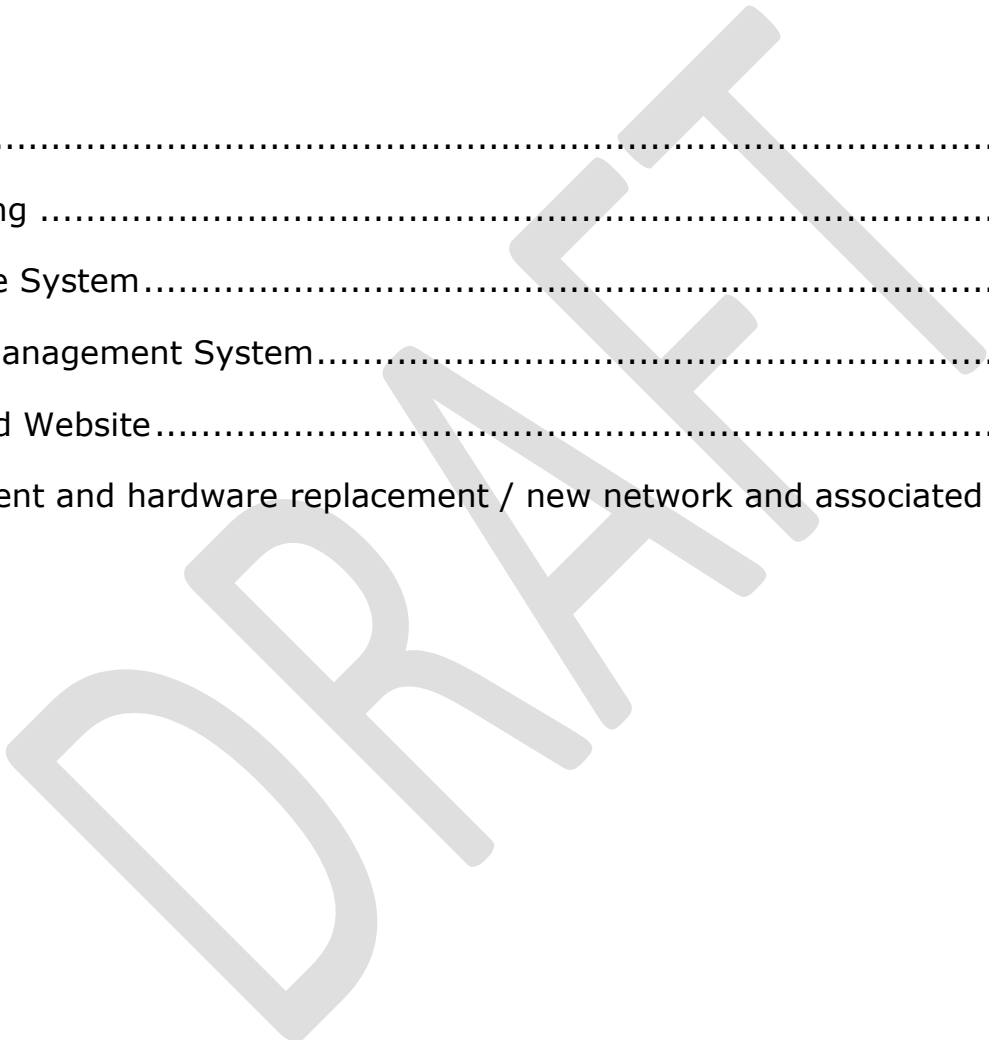 ................................................................................
ng ................................................................................
e System................................................................................
anagement System................................................................................
d Website................................................................................
ent and hardware replacement / new network and associated
DRAFT